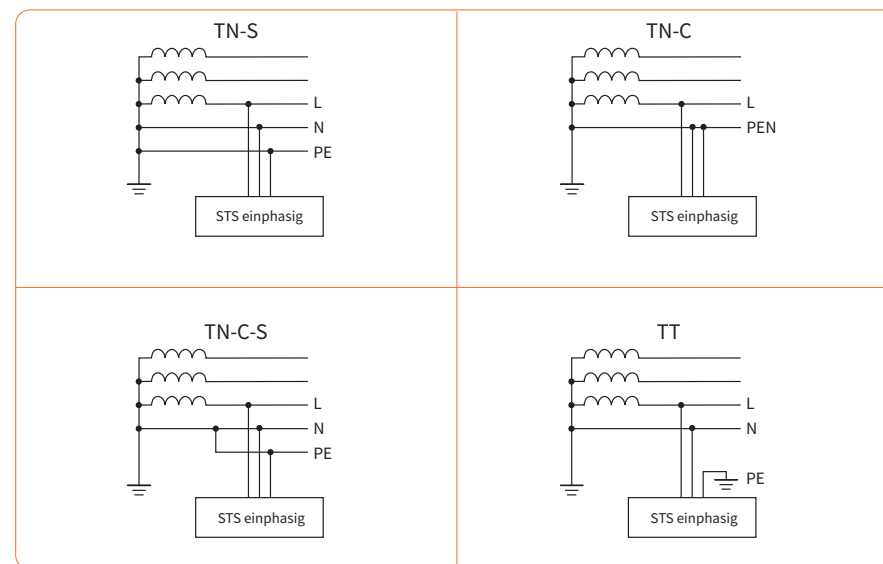 TN-S
L
N
PE
STS einphasig
TN-C
L
PEN
STS einphasig
TN-C-S
L
N
PE
STS einphasig
TT
L
N
PE
STS einphasig